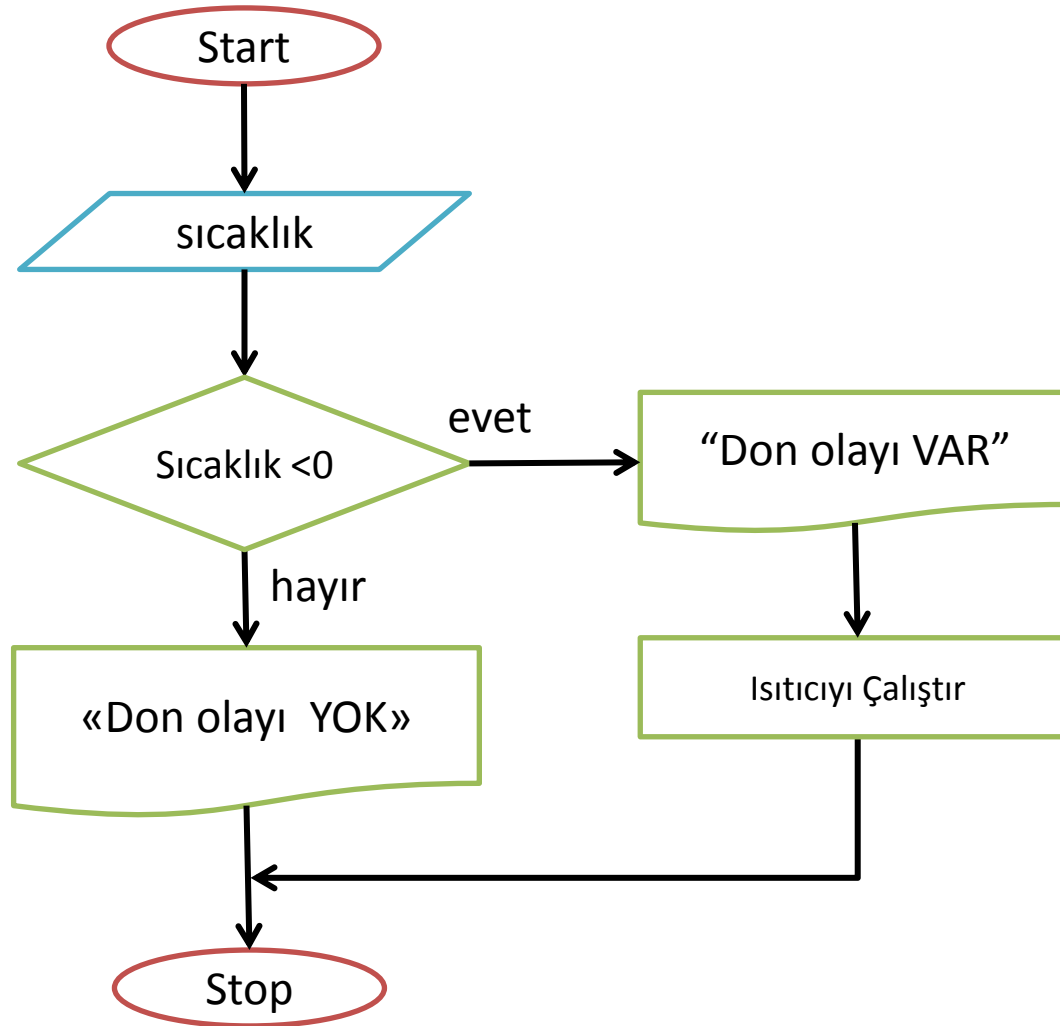 Start
sıcaklık
Sıcaklık <0
evet
“Don olayı VAR”
hayır
Isıtıcıyı Çalıştır
«Don olayı  YOK»
Stop